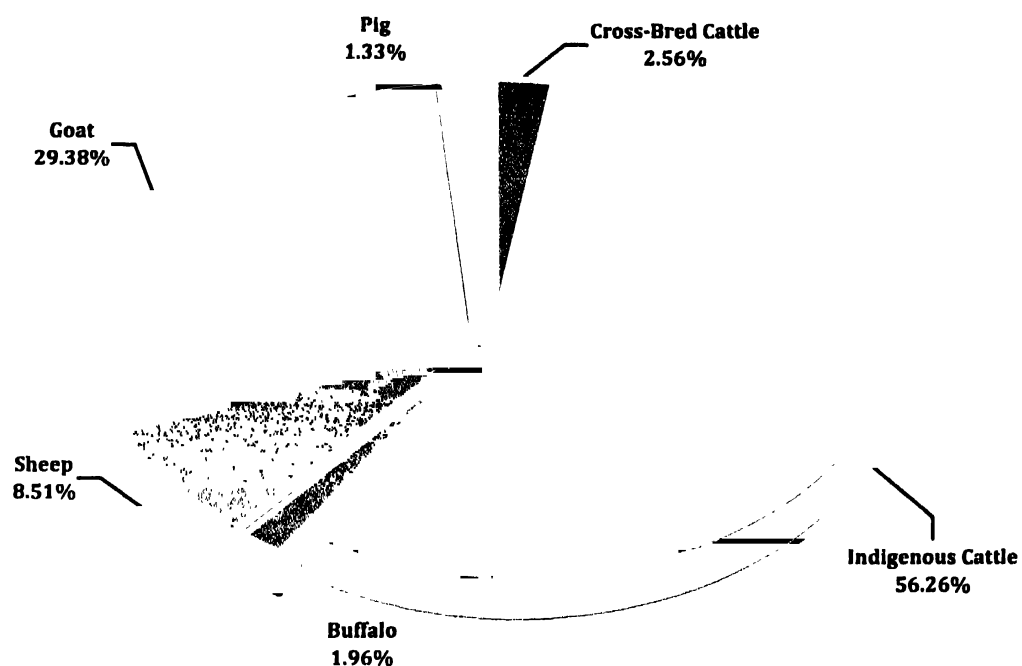 Pig
1.33%
Cross-Bred Cattle
2.56%
Goat
29.38%
Sheep
8.51%
Indigenous Cattle
56.26%
Buffalo
1.96%